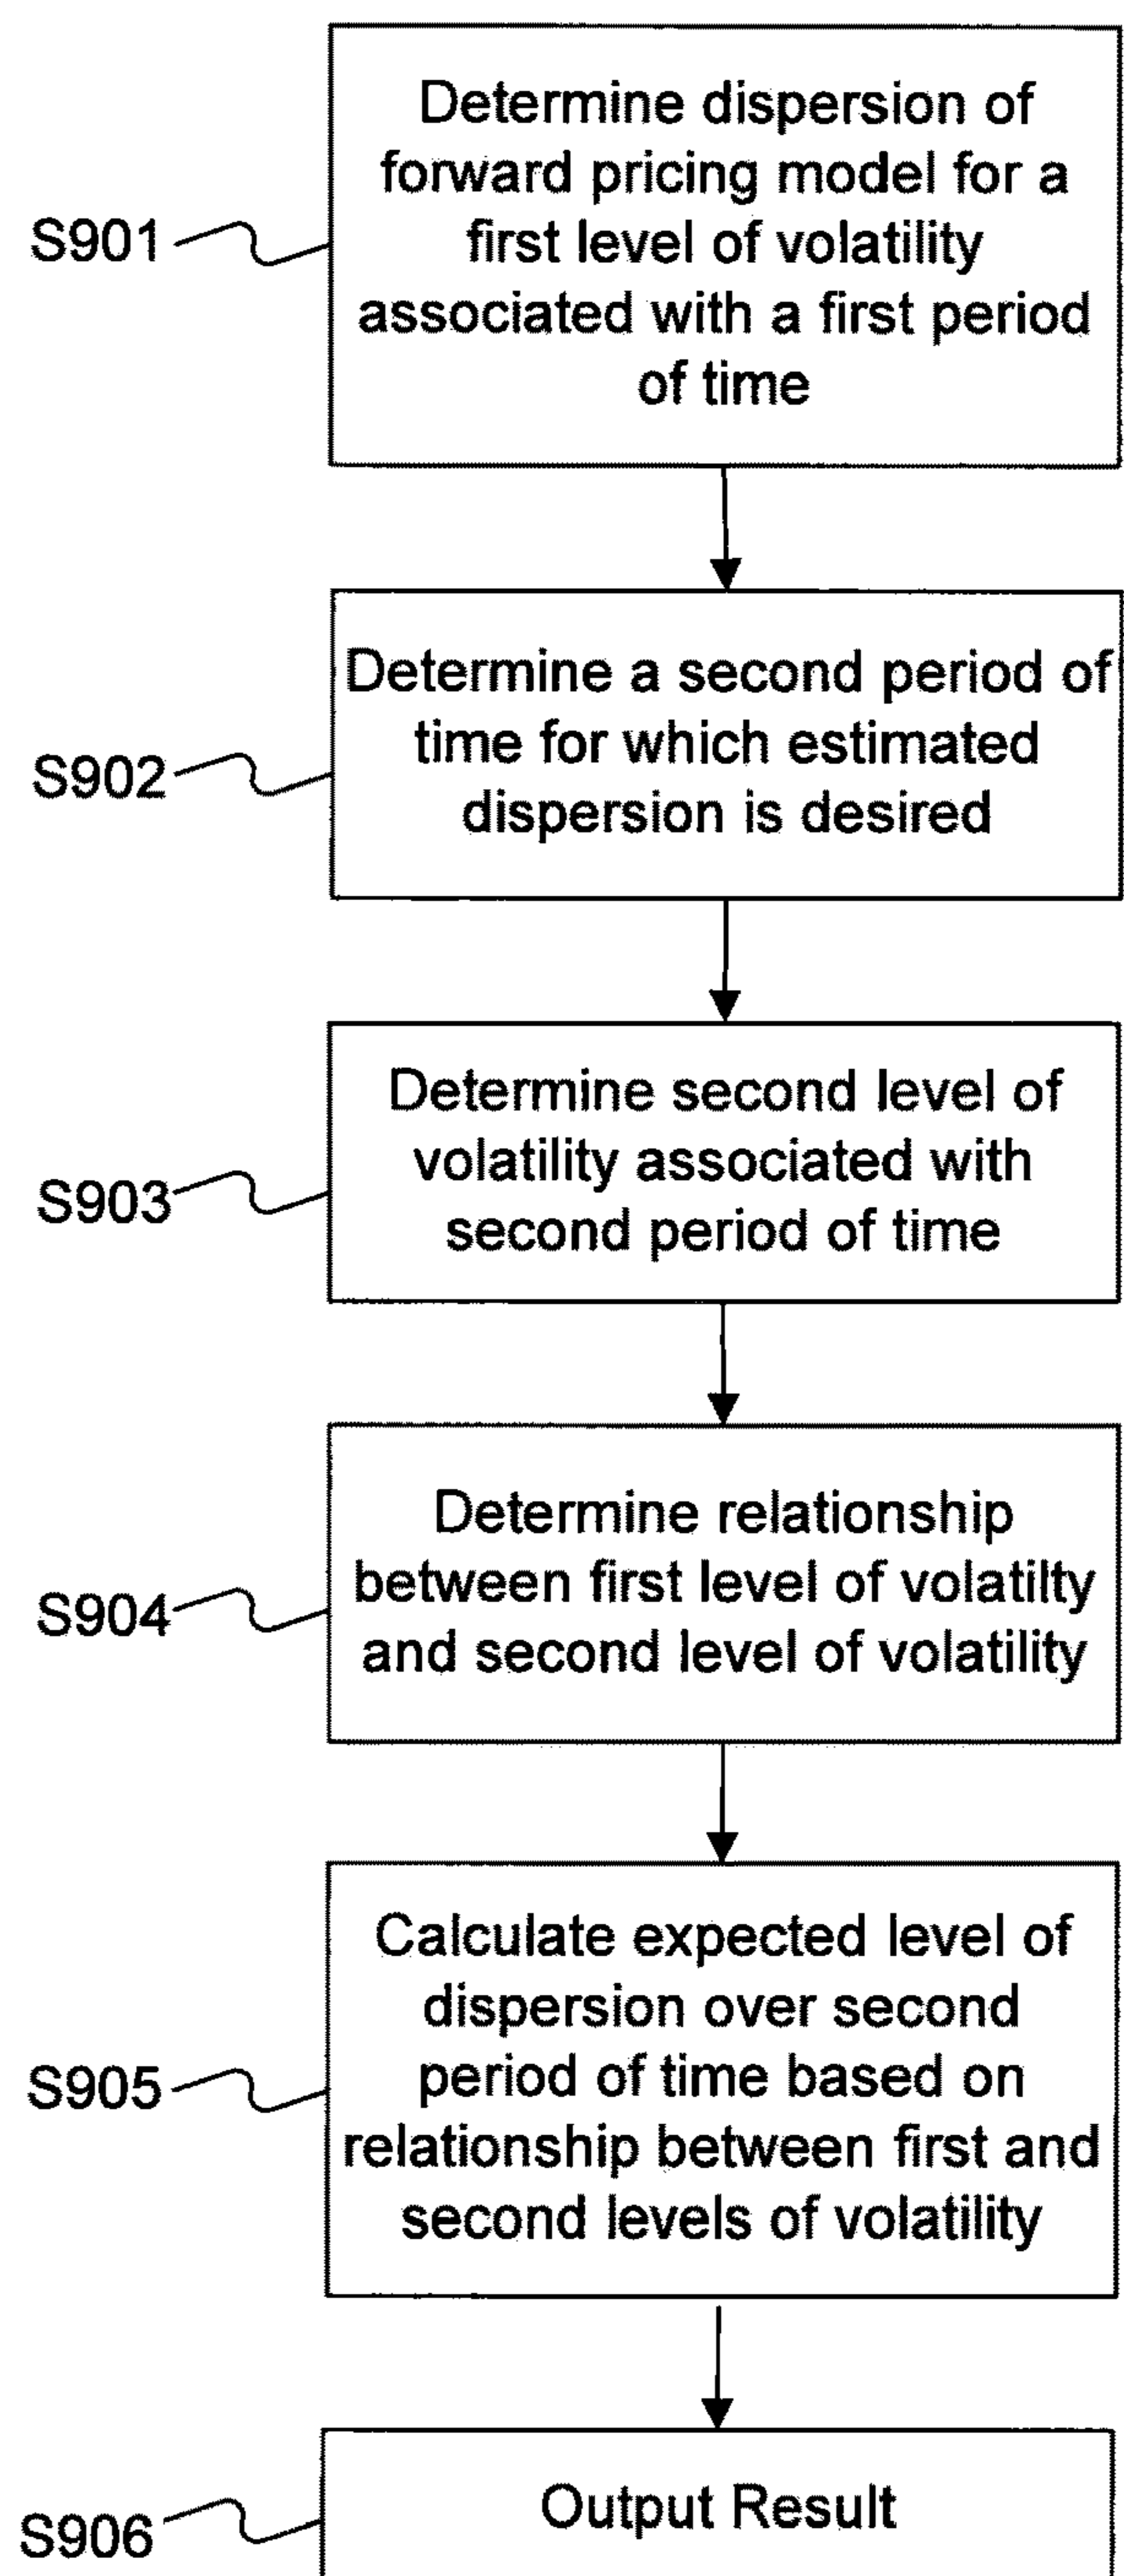 Determine dispersion of
forward pricing model for a
first level of volatility
associated with a first period
of time
S901
Determine a second period of
time for which estimated
dispersion is desired
S902
Determine second level of
volatility associated with
second period of time
S903
Determine relationship
between first level of volatilty
and second level of volatility
S904
Calculate expected level of
dispersion over second
period of time based on
relationship between first and
second levels of volatility
S905
Output Result
S906